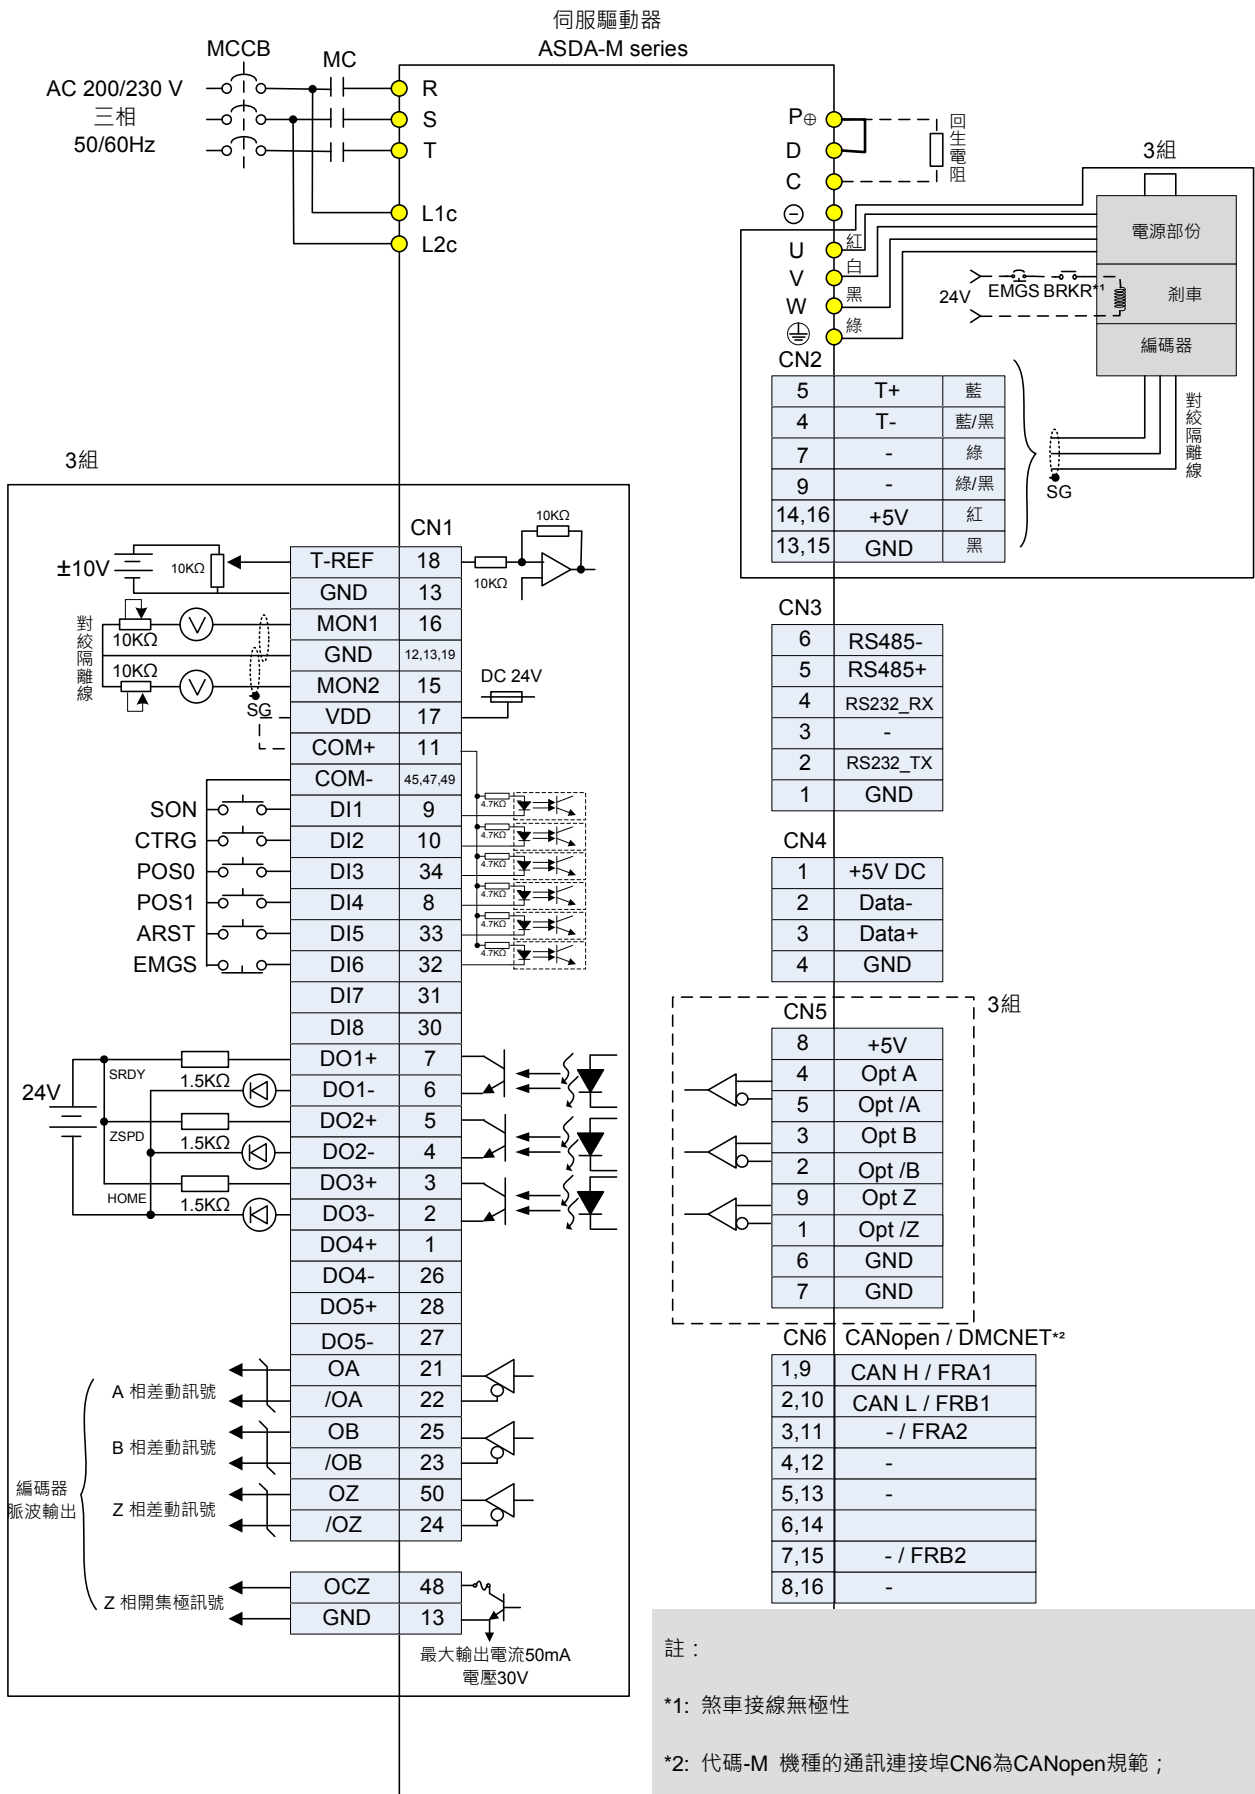 伺服驅動器
ASDA-M series
MCCB
MC
AC 200/230 V
三相
50/60Hz
R
S
T
L1c
L2c
P⊕
D
C
⊖
U
V
W
回生電阻
3組
紅
白
黑
綠
電源部份
24V
EMGS BRKR*¹
剎車
編碼器
對絞隔離線
SG
CN2
5 T+ 藍
4 T- 藍/黑
7 - 綠
9 - 綠/黑
14,16 +5V 紅
13,15 GND 黑
3組
CN1
±10V
10KΩ
T-REF 18
10KΩ
10KΩ
GND 13
對絞隔離線
10KΩ
V
MON1 16
GND 12,13,19
10KΩ
V
MON2 15
SG
DC 24V
VDD 17
COM+ 11
COM- 45,47,49
SON DI1 9 4.7KΩ
CTRG DI2 10 4.7KΩ
POS0 DI3 34 4.7KΩ
POS1 DI4 8 4.7KΩ
ARST DI5 33 4.7KΩ
EMGS DI6 32 4.7KΩ
DI7 31
DI8 30
24V
SRDY
1.5KΩ
DO1+ 7
DO1- 6
ZSPD
1.5KΩ
DO2+ 5
DO2- 4
HOME
1.5KΩ
DO3+ 3
DO3- 2
DO4+ 1
DO4- 26
DO5+ 28
DO5- 27
編碼器
脈波輸出
A 相差動訊號
OA 21
/OA 22
B 相差動訊號
OB 25
/OB 23
Z 相差動訊號
OZ 50
/OZ 24
Z 相開集極訊號
OCZ 48
GND 13
最大輸出電流50mA
電壓30V
CN3
6 RS485-
5 RS485+
4 RS232_RX
3 -
2 RS232_TX
1 GND
CN4
1 +5V DC
2 Data-
3 Data+
4 GND
3組
CN5
8 +5V
4 Opt A
5 Opt /A
3 Opt B
2 Opt /B
9 Opt Z
1 Opt /Z
6 GND
7 GND
CN6 CANopen / DMCNET*²
1,9 CAN H / FRA1
2,10 CAN L / FRB1
3,11 - / FRA2
4,12 -
5,13 -
6,14
7,15 - / FRB2
8,16 -
註：
*1: 煞車接線無極性
*2: 代碼-M 機種的通訊連接埠CN6為CANopen規範；